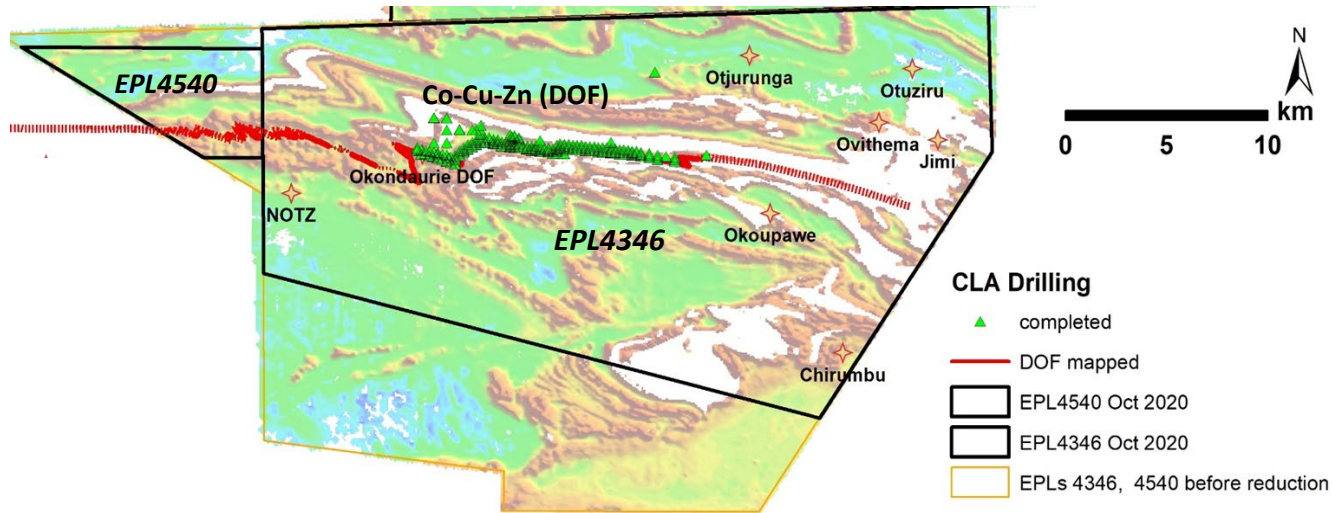 EPL4540
Co-Cu-Zn (DOF)
Otjurunga
Otuziru
Ovithema
Jimi
Okondaurie DOF
NOTZ
EPL4346
Okoupawe
Chirumbu
N
km
0 5 10
CLA Drilling
completed
DOF mapped
EPL4540 Oct 2020
EPL4346 Oct 2020
EPLs 4346, 4540 before reduction